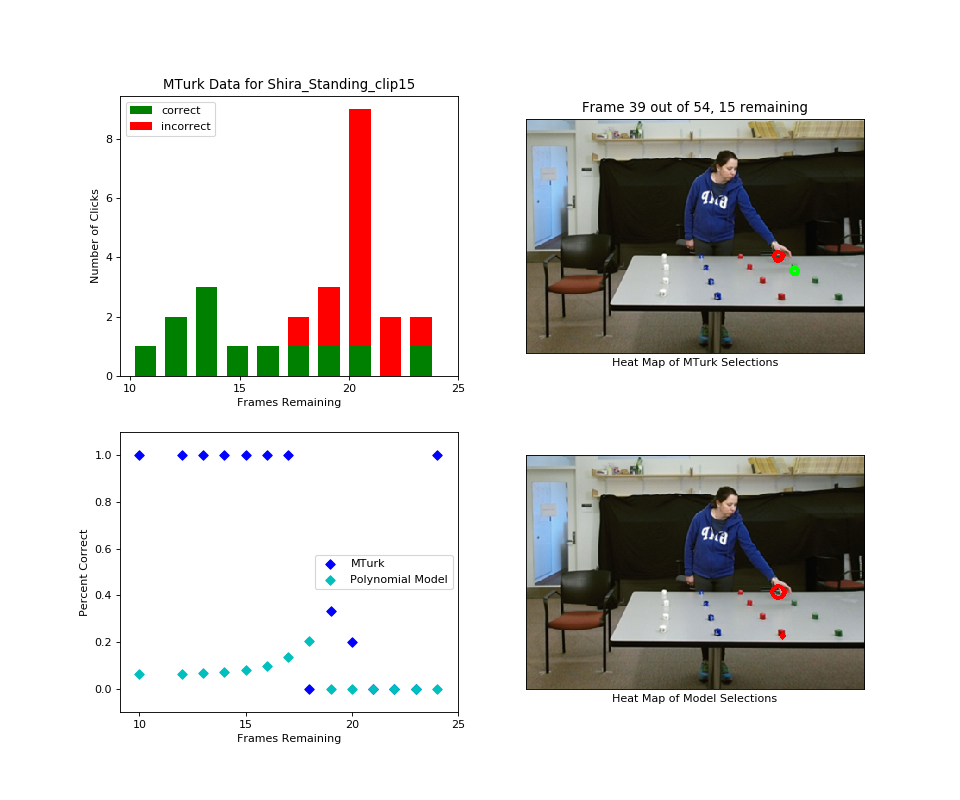 MTurk Data for Shira_Standing_clip15
correct
incorrect
Number of Clicks
8
6
4
2
0
10
15
20
25
Frames Remaining
Frame 39 out of 54, 15 remaining
Heat Map of MTurk Selections
1.0
0.8
0.6
0.4
0.2
0.0
Percent Correct
MTurk
Polynomial Model
10
15
20
25
Frames Remaining
Heat Map of Model Selections